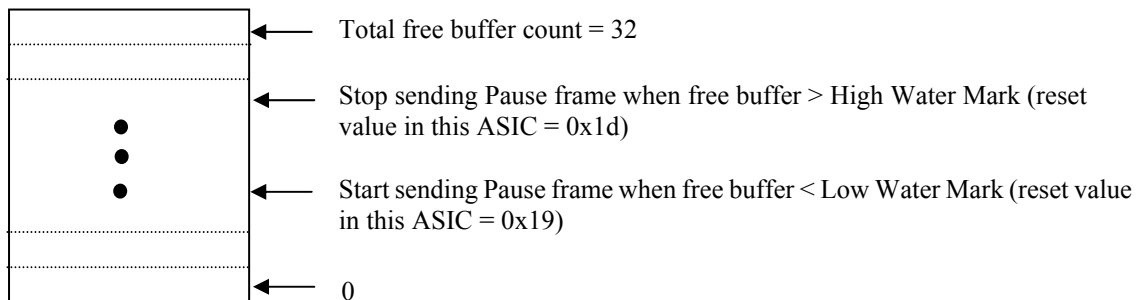 Total free buffer count = 32
Stop sending Pause frame when free buffer > High Water Mark (reset
value in this ASIC = 0x1d)
Start sending Pause frame when free buffer < Low Water Mark (reset value
in this ASIC = 0x19)
0